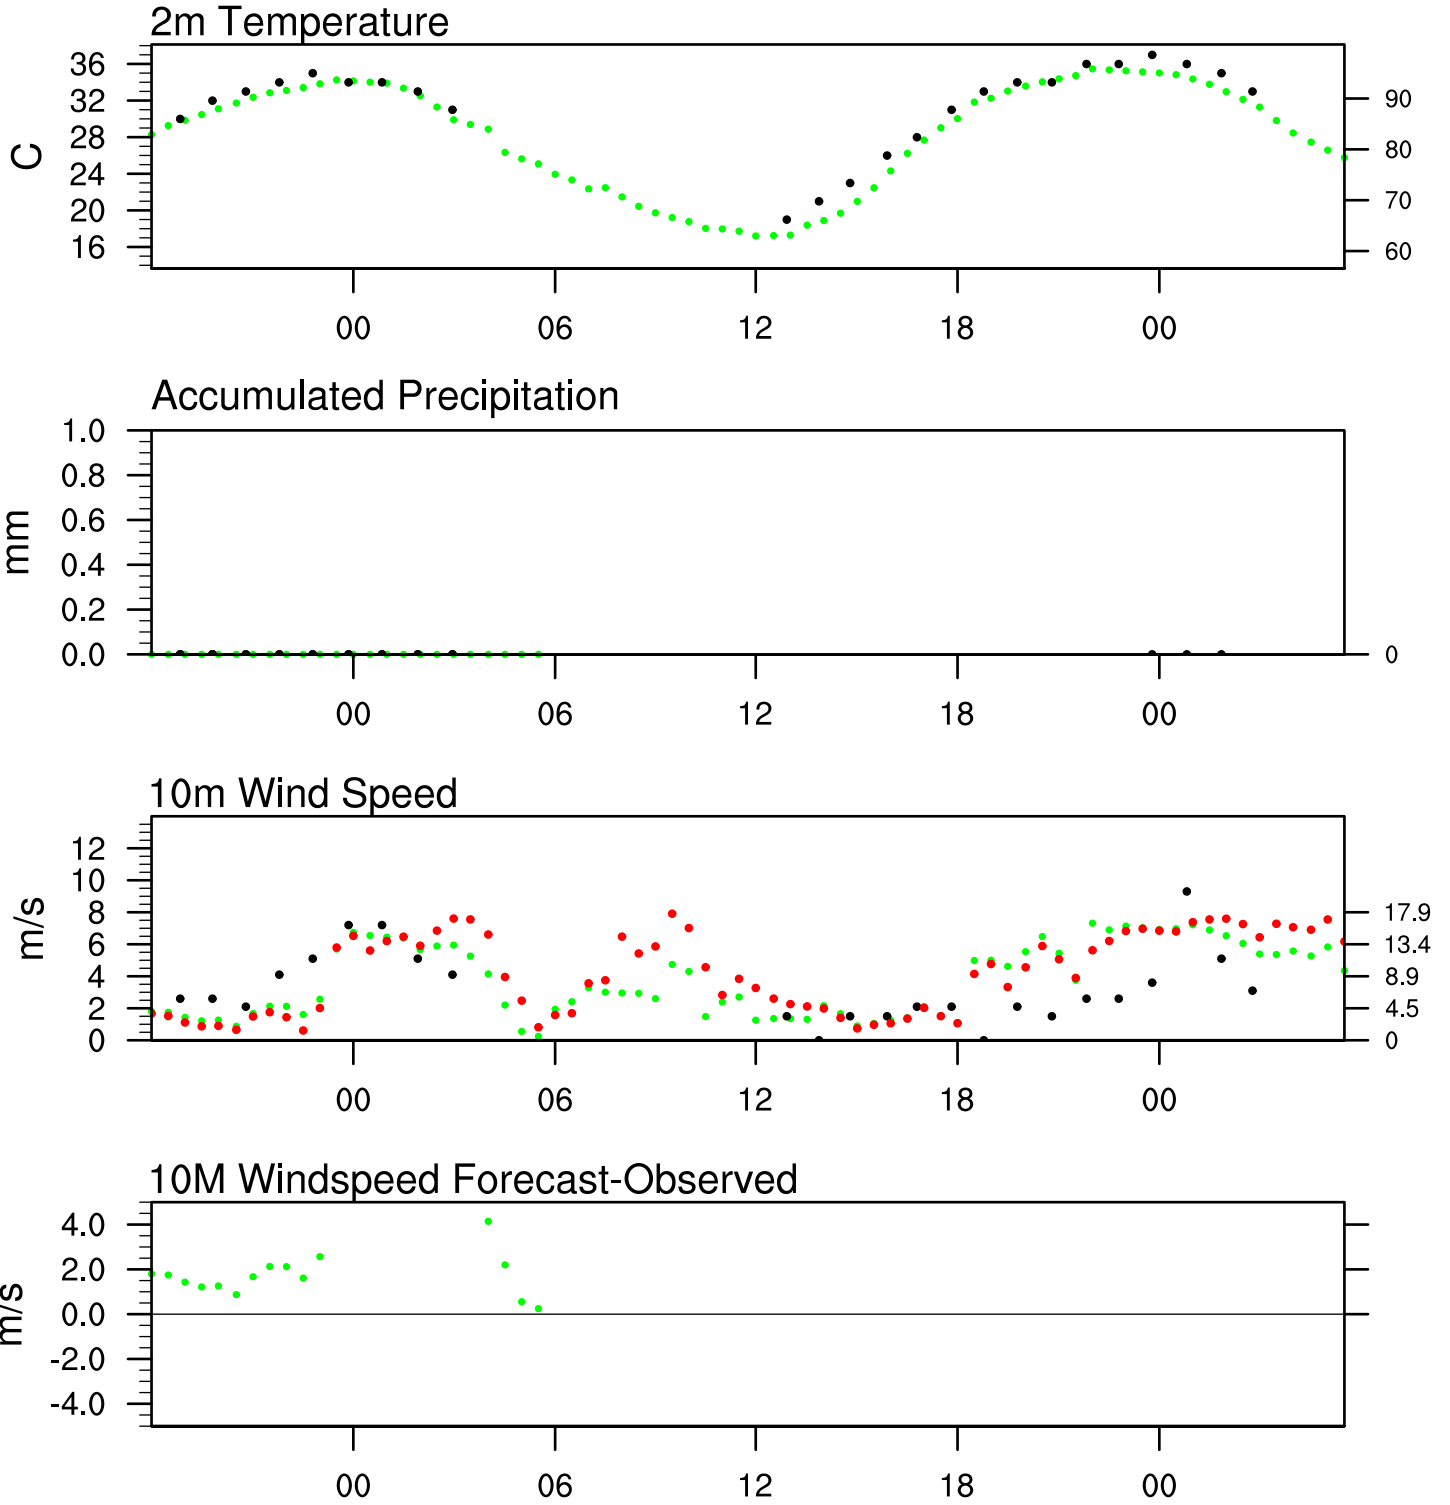 2m Temperature
36
32
28
24
20
16
C
90
80
70
60
00 06 12 18 00
Accumulated Precipitation
1.0
0.8
0.6
0.4
0.2
0.0
mm
0
00 06 12 18 00
10m Wind Speed
12
10
8
6
4
2
0
m/s
17.9
13.4
8.9
4.5
0
00 06 12 18 00
10M Windspeed Forecast-Observed
4.0
2.0
0.0
-2.0
-4.0
m/s
00 06 12 18 00